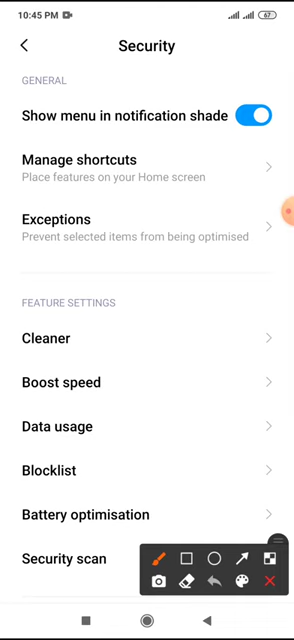 10:45 PM
67
Security
GENERAL
Show menu in notification shade
Manage shortcuts
Place features on your Home screen
Exceptions
Prevent selected items from being optimised
FEATURE SETTINGS
Cleaner
Boost speed
Data usage
Blocklist
Battery optimisation
Security scan